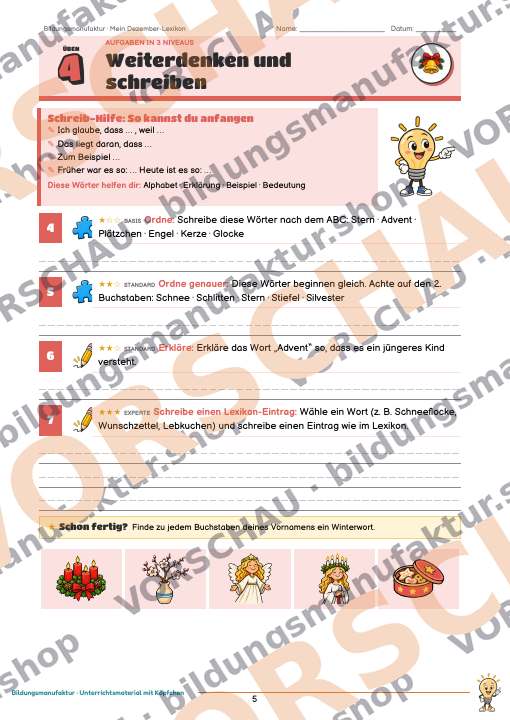 Bildungsmanufaktur · Mein Dezember-Lexikon Name: Datum:
ÜBEN
4
AUFGABEN IN 3 NIVEAUS
Weiterdenken und
schreiben
Schreib-Hilfe: So kannst du anfangen
Ich glaube, dass … , weil …
Das liegt daran, dass …
Zum Beispiel …
Früher war es so: … Heute ist es so: …
Diese Wörter helfen dir: Alphabet · Erklärung · Beispiel · Bedeutung
4
★☆☆ BASIS Ordne: Schreibe diese Wörter nach dem ABC: Stern · Advent ·
Plätzchen · Engel · Kerze · Glocke
5
★★☆ STANDARD Ordne genauer: Diese Wörter beginnen gleich. Achte auf den 2.
Buchstaben: Schnee · Schlitten · Stern · Stiefel · Silvester
6
★★☆ STANDARD Erkläre: Erkläre das Wort „Advent“ so, dass es ein jüngeres Kind
versteht.
7
★★★ EXPERTE Schreibe einen Lexikon-Eintrag: Wähle ein Wort (z. B. Schneeflocke,
Wunschzettel, Lebkuchen) und schreibe einen Eintrag wie im Lexikon.
★ Schon fertig? Finde zu jedem Buchstaben deines Vornamens ein Winterwort.
Bildungsmanufaktur · Unterrichtsmaterial mit Köpfchen
5
VORSCHAU · bildungsmanufaktur.shop